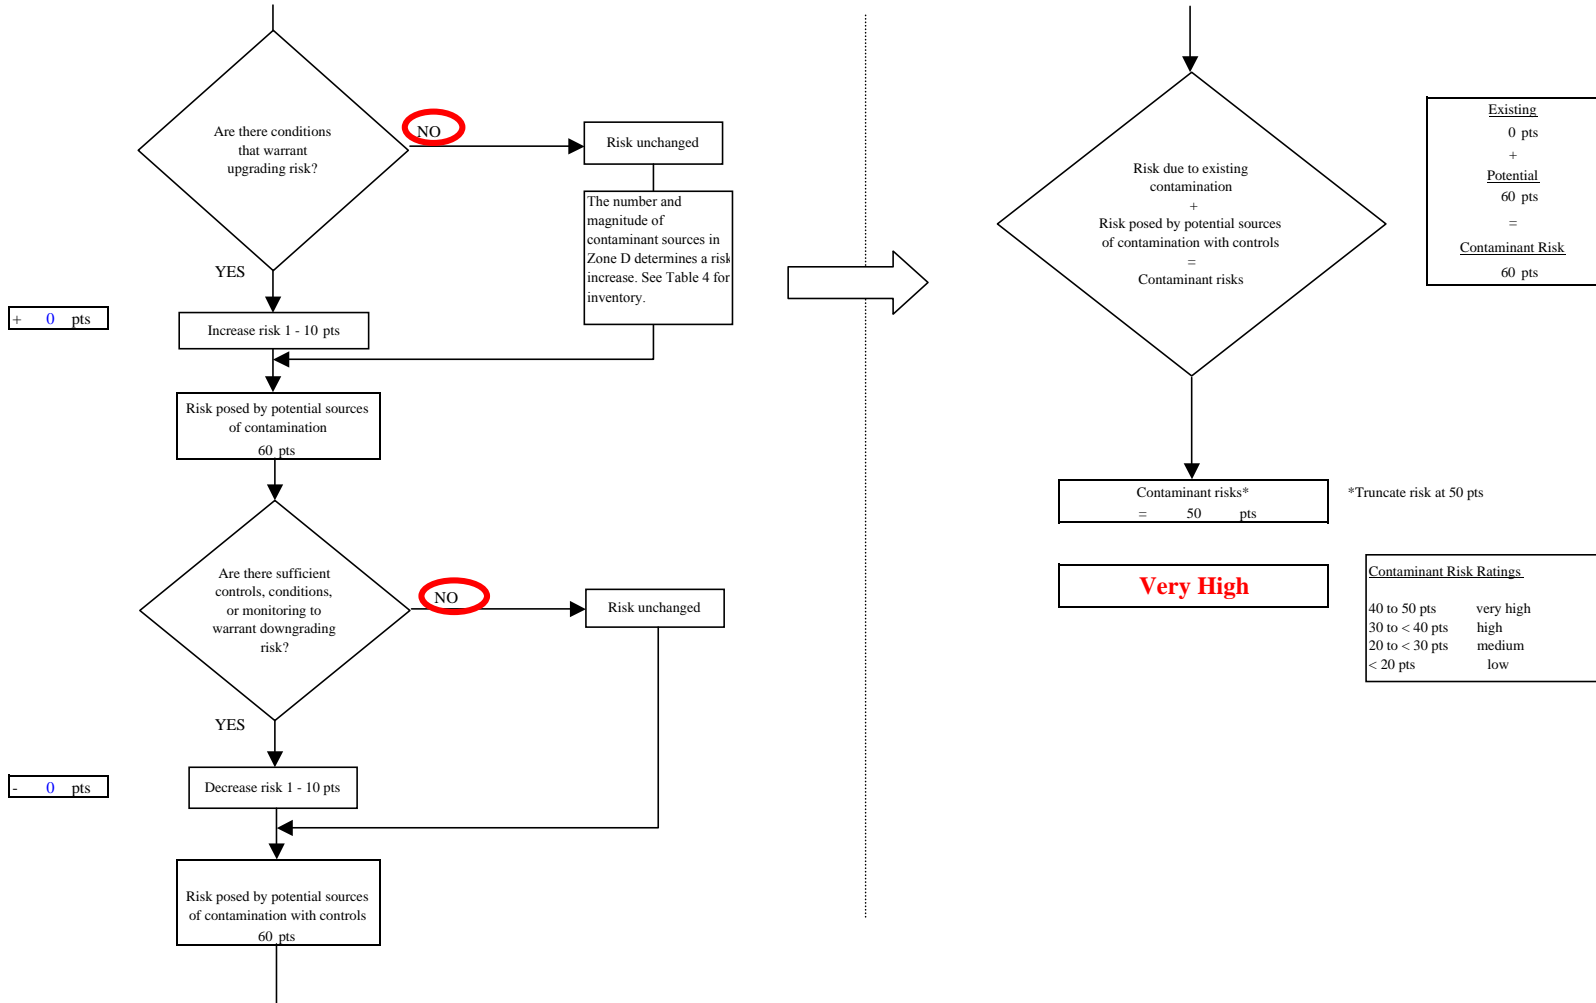 Are there conditions
that warrant
upgrading risk?
NO
Risk unchanged
The number and
magnitude of
contaminant sources in
Zone D determines a risk
increase. See Table 4 for
inventory.
YES
+ 0 pts
Increase risk 1 - 10 pts
Risk posed by potential sources
of contamination
60 pts
Are there sufficient
controls, conditions,
or monitoring to
warrant downgrading
risk?
NO
Risk unchanged
YES
- 0 pts
Decrease risk 1 - 10 pts
Risk posed by potential sources
of contamination with controls
60 pts
Risk due to existing
contamination
+
Risk posed by potential sources
of contamination with controls
=
Contaminant risks
Existing
0 pts
+
Potential
60 pts
=
Contaminant Risk
60 pts
Contaminant risks*
= 50 pts
*Truncate risk at 50 pts
Very High
Contaminant Risk Ratings
40 to 50 pts very high
30 to < 40 pts high
20 to < 30 pts medium
< 20 pts low